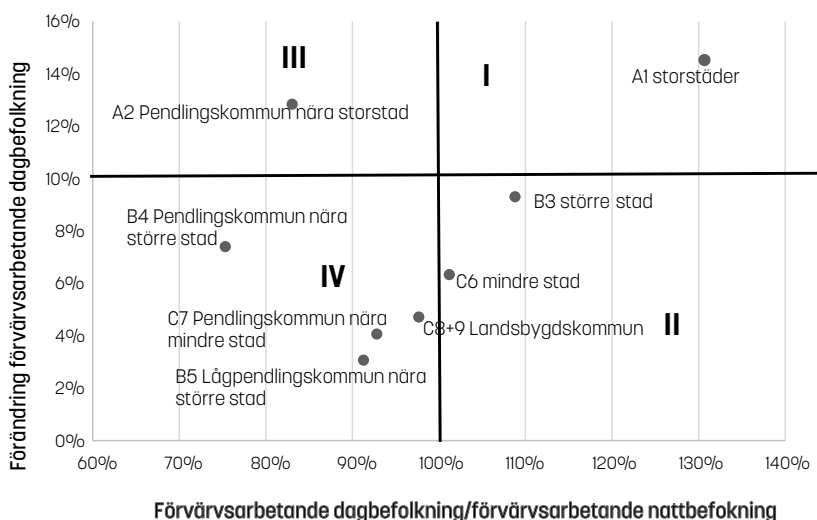 16%
14%
12%
10%
8%
6%
4%
2%
0%
60%
70%
80%
90%
100%
110%
120%
130%
140%
Förändring förvärvsarbetande dagbefolkning
Förvärvsarbetande dagbefolkning/förvärvsarbetande nattbefokning
III
I
A1 storstäder
A2 Pendlingskommun nära storstad
B3 större stad
B4 Pendlingskommun nära
större stad
IV
C6 mindre stad
C7 Pendlingskommun nära
mindre stad
C8+9 Landsbygdskommun
II
B5 Lågpendlingskommun nära
större stad